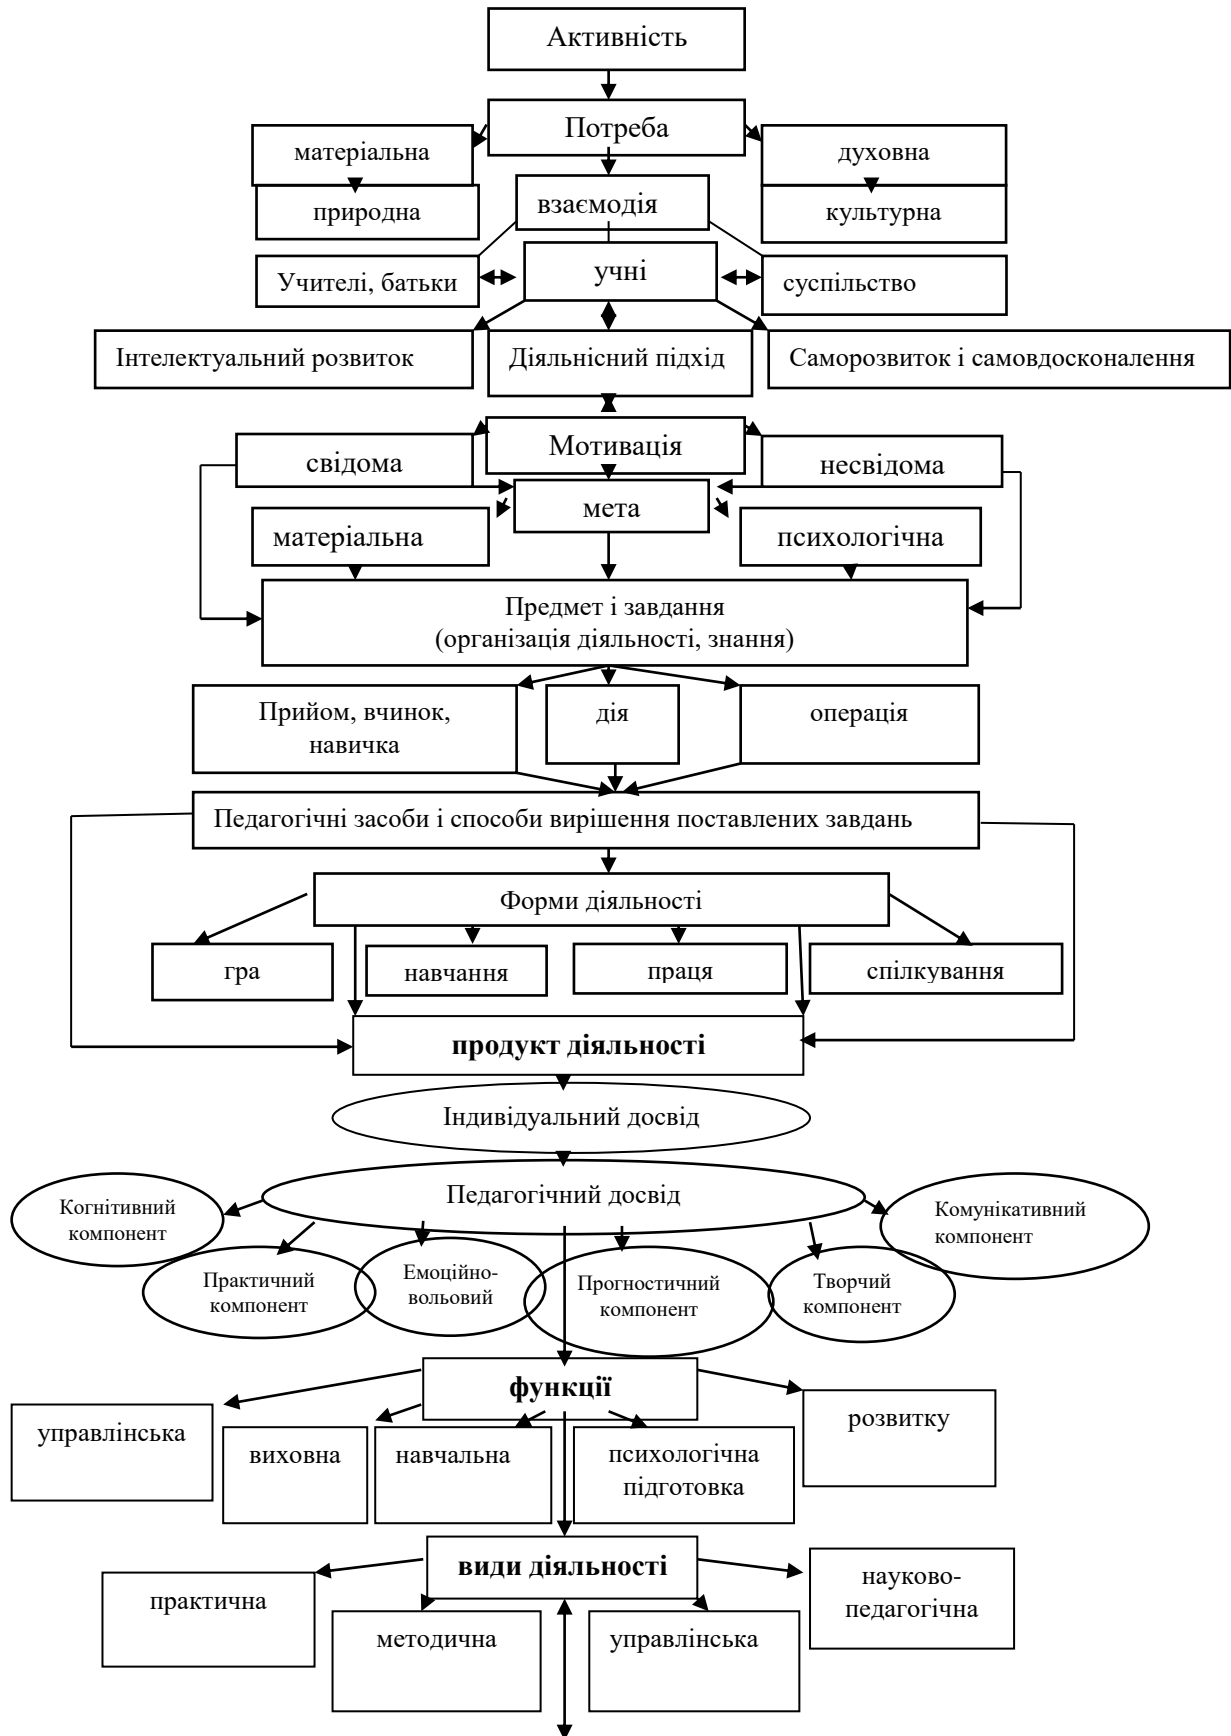 Активність
Потреба
матеріальна
духовна
природна
взаємодія
культурна
Учителі, батьки
учні
суспільство
Інтелектуальний розвиток
Діяльнісний підхід
Саморозвиток і самовдосконалення
Мотивація
свідома
несвідома
мета
матеріальна
психологічна
Предмет і завдання
(організація діяльності, знання)
Прийом, вчинок,
навичка
дія
операція
Педагогічні засоби і способи вирішення поставлених завдань
Форми діяльності
гра
навчання
праця
спілкування
продукт діяльності
Індивідуальний досвід
Педагогічний досвід
Когнітивний
компонент
Комунікативний
компонент
Практичний
компонент
Емоційно-
вольовий
Прогностичний
компонент
Творчий
компонент
функції
управлінська
виховна
навчальна
психологічна
підготовка
розвитку
види діяльності
практична
методична
управлінська
науково-
педагогічна